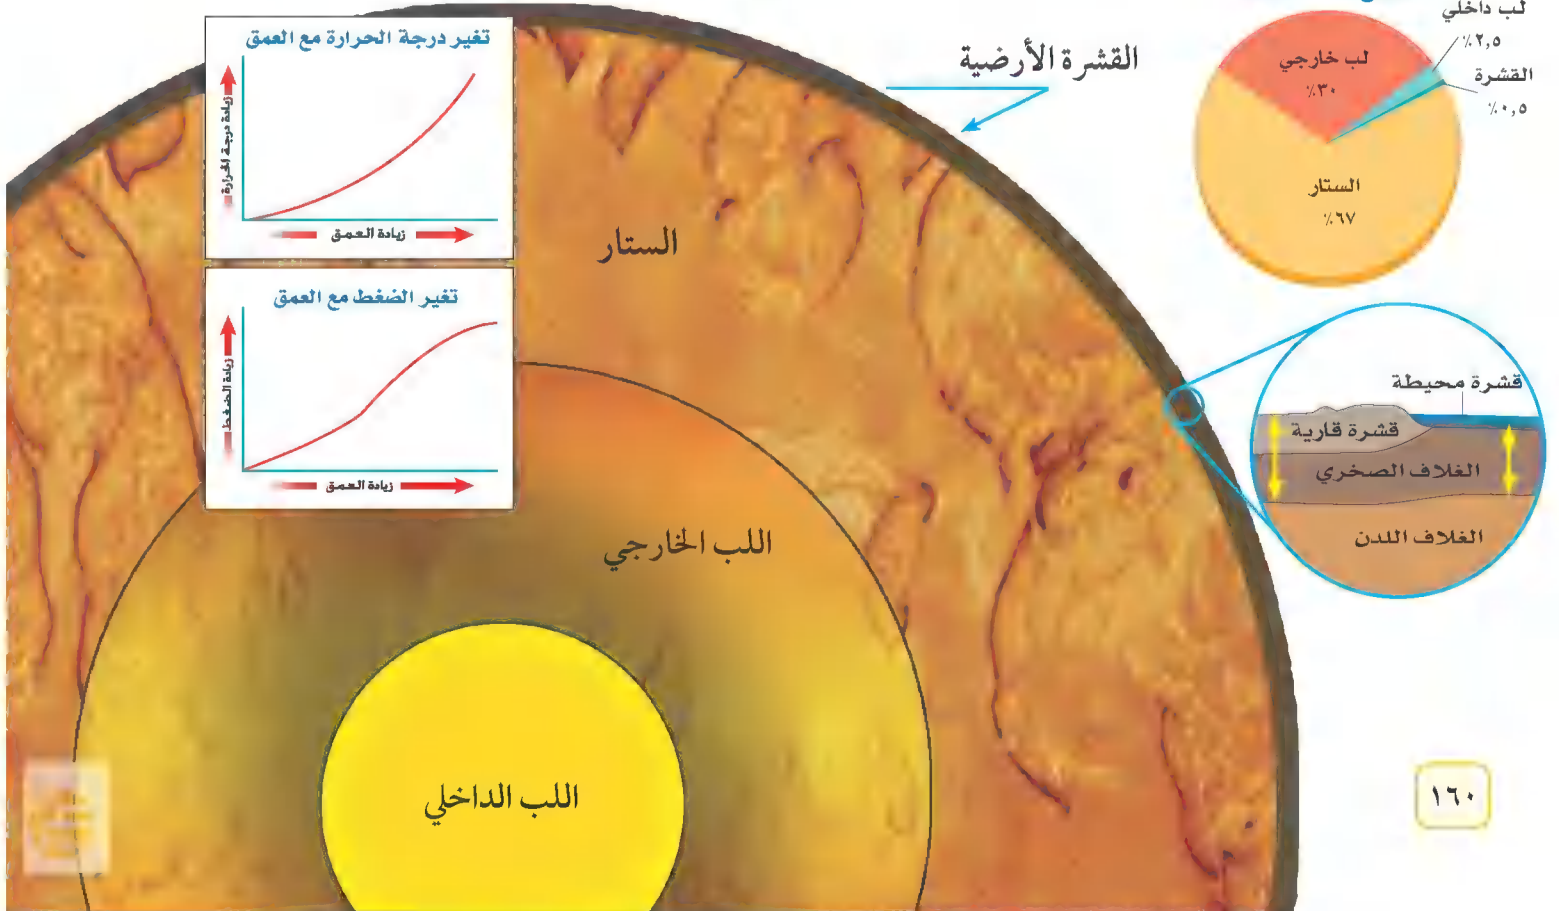 لب داخلي
٪٢,٥
القشرة
٪٠,٥
لب خارجي
٪٣٠
الستار
٪٦٧
القشرة الأرضية
تغير درجة الحرارة مع العمق
زيادة درجة الحرارة
زيادة العمق
تغير الضغط مع العمق
زيادة الضغط
زيادة العمق
الستار
قشرة محيطة
قشرة قارية
الغلاف الصخري
الغلاف اللدن
اللب الخارجي
اللب الداخلي
١٦٠